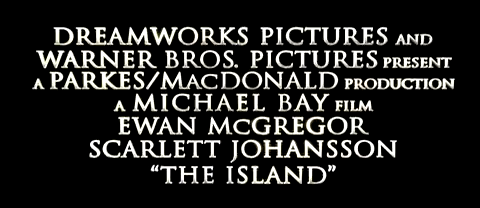 DREAMWORKS PICTURES AND
WARNER BROS. PICTURES PRESENT
A PARKES/MACDONALD PRODUCTION
A MICHAEL BAY FILM
EWAN MCGREGOR
SCARLETT JOHANSSON
“THE ISLAND”